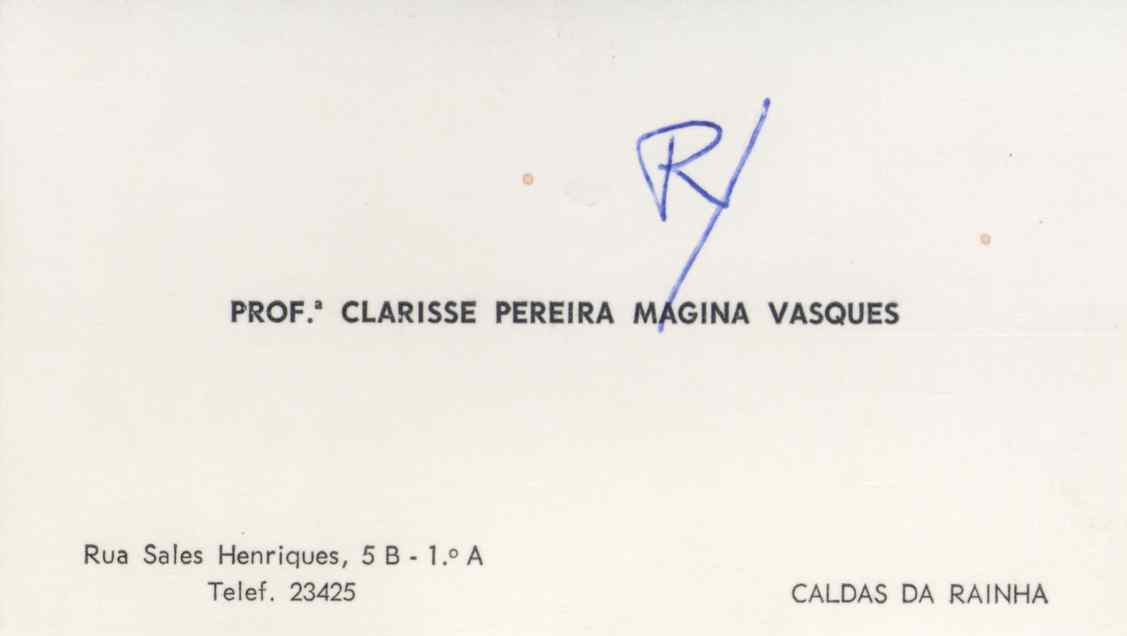 R/
PROF.ª CLARISSE PEREIRA MAGINA VASQUES
Rua Sales Henriques, 5 B - 1.º A
Telef. 23425
CALDAS DA RAINHA